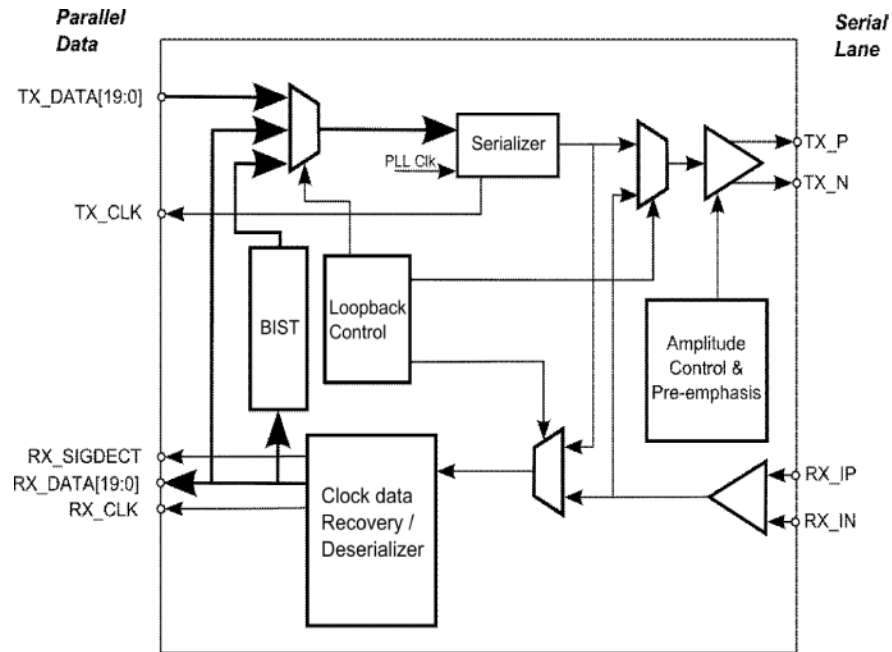 Parallel
Data
Serial
Lane
TX_DATA[19:0]
Serializer
PLL Clk
TX_P
TX_N
TX_CLK
BIST
Loopback
Control
Amplitude
Control &
Pre-emphasis
RX_SIGDECT
RX_DATA[19:0]
RX_CLK
Clock data
Recovery /
Deserializer
RX_IP
RX_IN